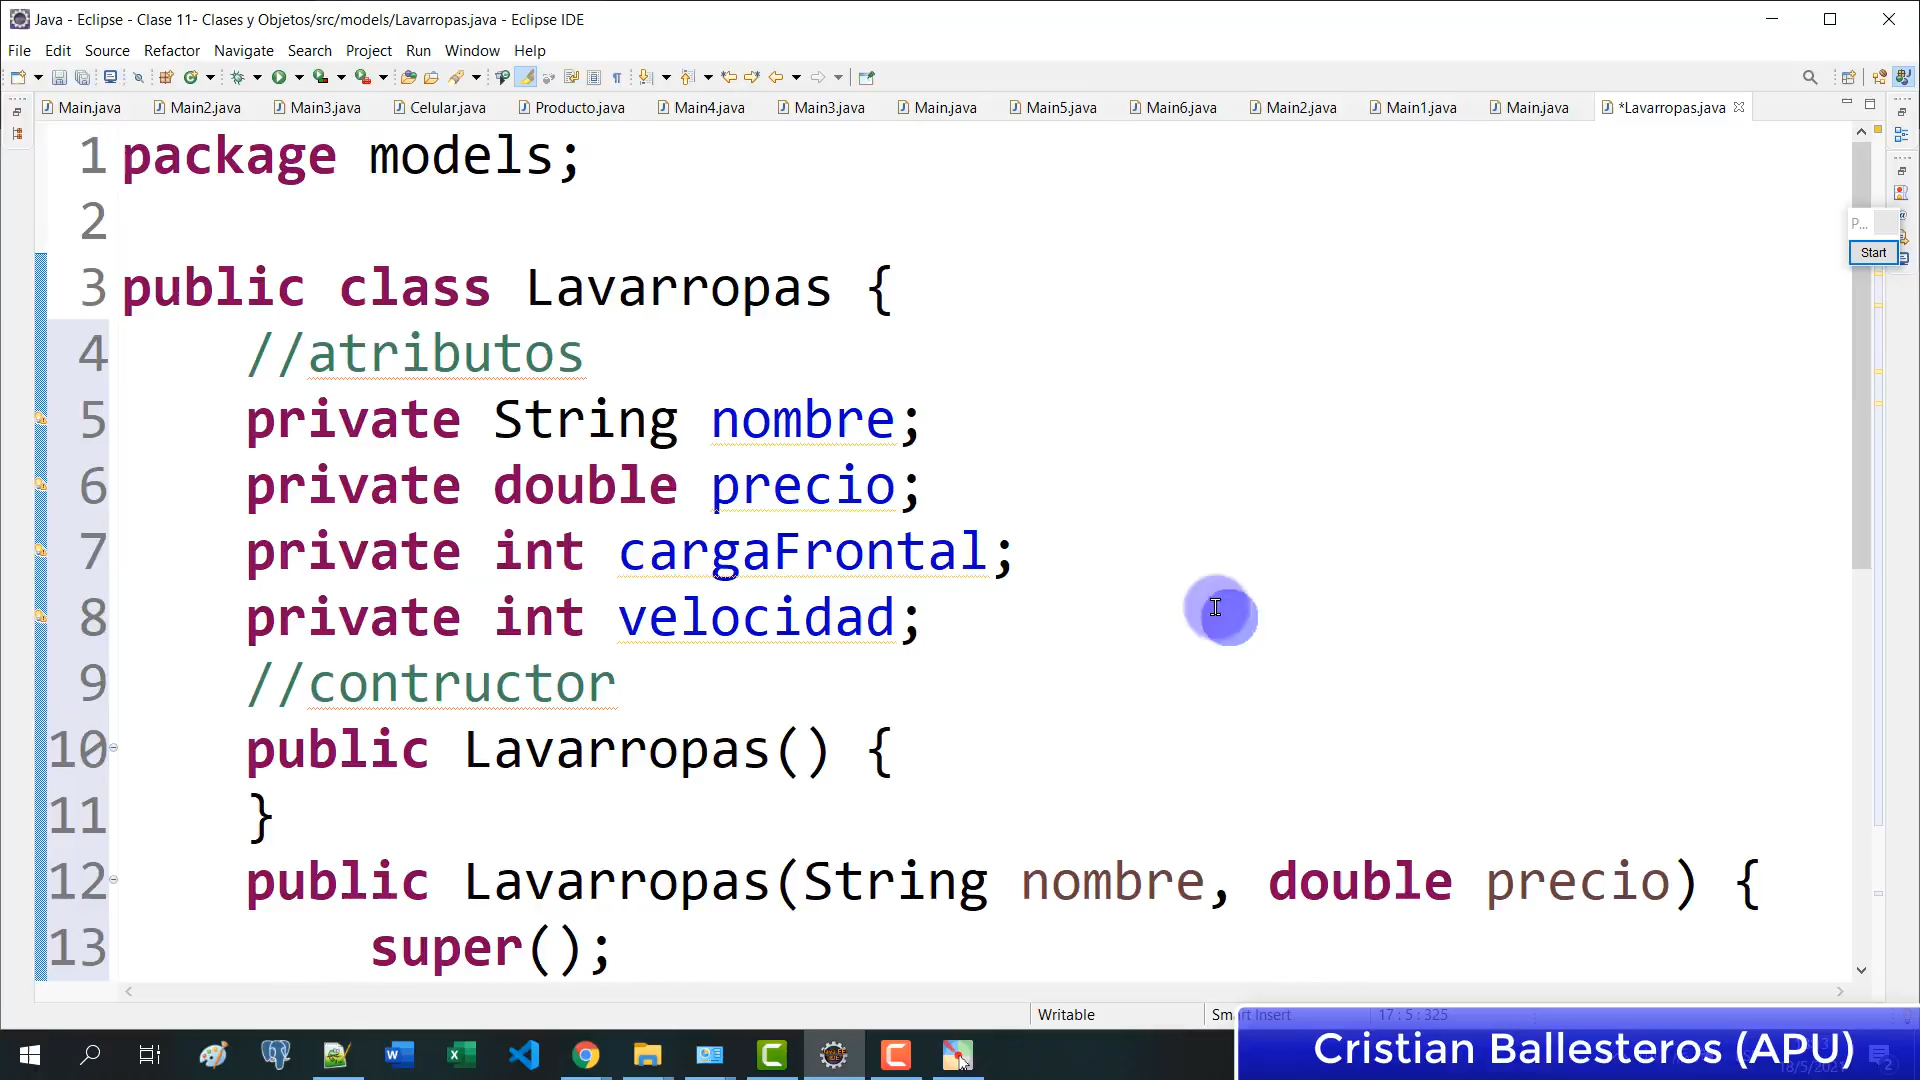 Java - Eclipse - Clase 11- Clases y Objetos/src/models/Lavarropas.java - Eclipse IDE
File Edit Source Refactor Navigate Search Project Run Window Help
Main.java Main2.java Main3.java Celular.java Producto.java Main4.java Main3.java Main.java Main5.java Main6.java Main2.java Main1.java Main.java *Lavarropas.java
1 package models;
2
3 public class Lavarropas {
4 //atributos
5 private String nombre;
6 private double precio;
7 private int cargaFrontal;
8 private int velocidad;
9 //contructor
10 public Lavarropas() {
11 }
12 public Lavarropas(String nombre, double precio) {
13 super();
P...
Start
Writable Smart Insert 17 : 5 : 325
Cristian Ballesteros (APU)